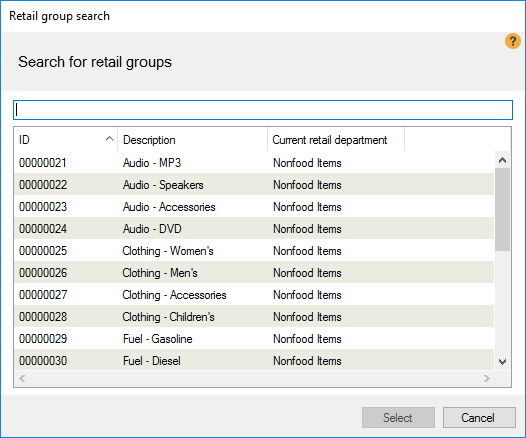 Retail group search
?
Search for retail groups
ID Description Current retail department
00000021 Audio - MP3 Nonfood Items
00000022 Audio - Speakers Nonfood Items
00000023 Audio - Accessories Nonfood Items
00000024 Audio - DVD Nonfood Items
00000025 Clothing - Women's Nonfood Items
00000026 Clothing - Men's Nonfood Items
00000027 Clothing - Accessories Nonfood Items
00000028 Clothing - Children's Nonfood Items
00000029 Fuel - Gasoline Nonfood Items
00000030 Fuel - Diesel Nonfood Items
Select Cancel